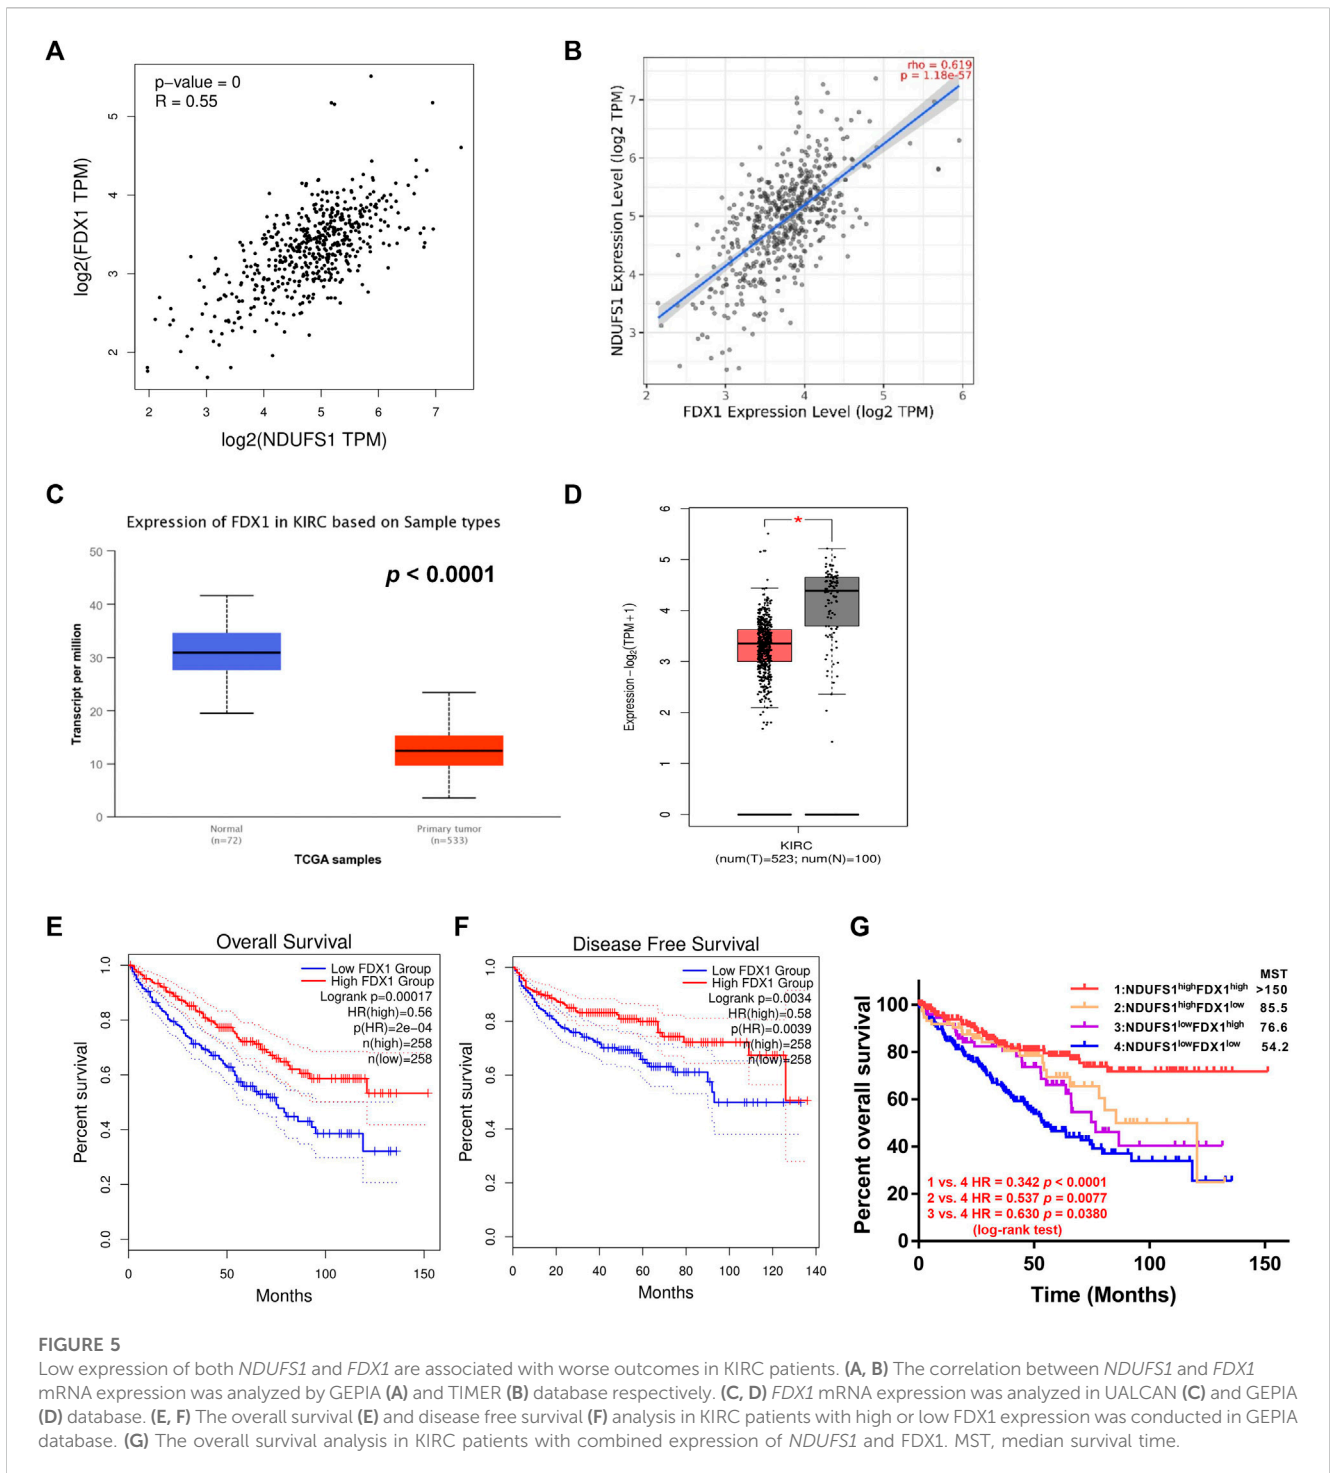 A
p-value = 0
R = 0.55
log2(FDX1 TPM)
5
4
3
2
2 3 4 5 6 7
log2(NDUFS1 TPM)
B
rho = 0.619
p = 1.18e-57
NDUFS1 Expression Level (log2 TPM)
7
6
5
4
3
2 3 4 5 6
FDX1 Expression Level (log2 TPM)
C
Expression of FDX1 in KIRC based on Sample types
p < 0.0001
Transcript per million
50
40
30
20
10
0
Normal
(n=72)
Primary tumor
(n=533)
TCGA samples
D
*
Expression−log₂(TPM+1)
6
5
4
3
2
1
0
KIRC
(num(T)=523; num(N)=100)
E
Overall Survival
Low FDX1 Group
High FDX1 Group
Logrank p=0.00017
HR(high)=0.56
p(HR)=2e−04
n(high)=258
n(low)=258
Percent survival
1.0
0.8
0.6
0.4
0.2
0.0
0 50 100 150
Months
F
Disease Free Survival
Low FDX1 Group
High FDX1 Group
Logrank p=0.0034
HR(high)=0.58
p(HR)=0.0039
n(high)=258
n(low)=258
Percent survival
1.0
0.8
0.6
0.4
0.2
0.0
0 20 40 60 80 100 120 140
Months
G
MST
1:NDUFS1ʰⁱᵍʰFDX1ʰⁱᵍʰ >150
2:NDUFS1ʰⁱᵍʰFDX1ˡᵒʷ 85.5
3:NDUFS1ˡᵒʷFDX1ʰⁱᵍʰ 76.6
4:NDUFS1ˡᵒʷFDX1ˡᵒʷ 54.2
Percent overall survival
100
80
60
40
20
0
1 vs. 4 HR = 0.342 p < 0.0001
2 vs. 4 HR = 0.537 p = 0.0077
3 vs. 4 HR = 0.630 p = 0.0380
(log-rank test)
0 50 100 150
Time (Months)
FIGURE 5
Low expression of both NDUFS1 and FDX1 are associated with worse outcomes in KIRC patients. (A, B) The correlation between NDUFS1 and FDX1
mRNA expression was analyzed by GEPIA (A) and TIMER (B) database respectively. (C, D) FDX1 mRNA expression was analyzed in UALCAN (C) and GEPIA
(D) database. (E, F) The overall survival (E) and disease free survival (F) analysis in KIRC patients with high or low FDX1 expression was conducted in GEPIA
database. (G) The overall survival analysis in KIRC patients with combined expression of NDUFS1 and FDX1. MST, median survival time.